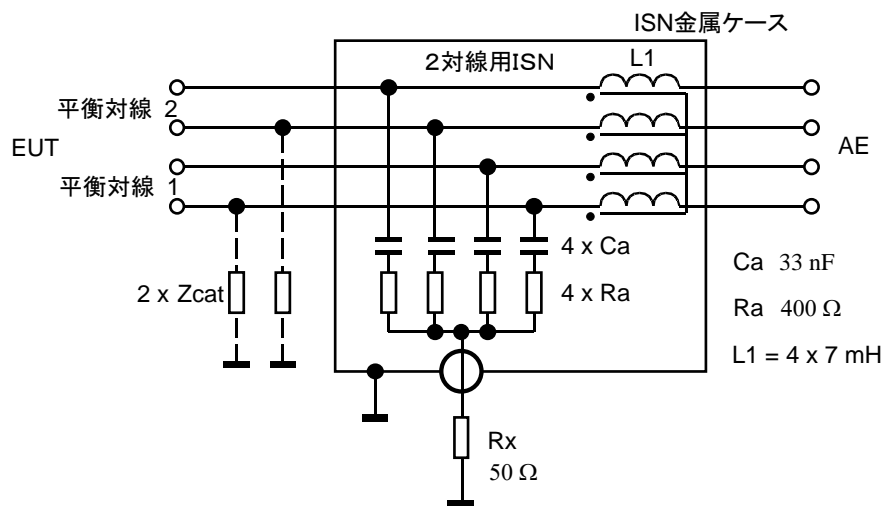 ISN金属ケース
2対線用ISN
L1
平衡対線 2
EUT
AE
平衡対線 1
4 x Ca
Ca 33 nF
2 x Zcat
4 x Ra
Ra 400 Ω
L1 = 4 x 7 mH
Rx
50 Ω